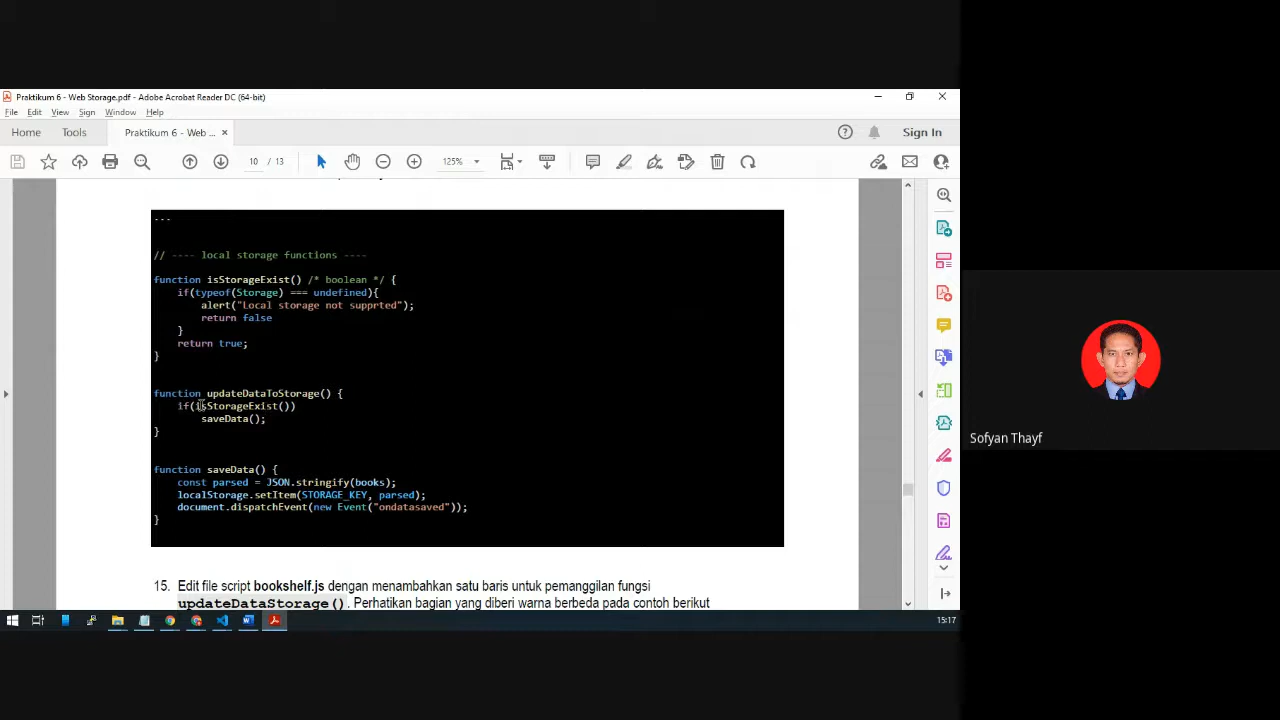 Praktikum 6 - Web Storage.pdf - Adobe Acrobat Reader DC (64-bit)
File Edit View Sign Window Help
Home Tools Praktikum 6 - Web ... × Sign In
10 / 13 125%
...
// ---- local storage functions ----
function isStorageExist() /* boolean */ {
if(typeof(Storage) === undefined){
alert("Local storage not supprted");
return false
}
return true;
}
function updateDataToStorage() {
if(isStorageExist())
saveData();
}
function saveData() {
const parsed = JSON.stringify(books);
localStorage.setItem(STORAGE_KEY, parsed);
document.dispatchEvent(new Event("ondatasaved"));
}
15. Edit file script bookshelf.js dengan menambahkan satu baris untuk pemanggilan fungsi
updateDataStorage(). Perhatikan bagian yang diberi warna berbeda pada contoh berikut
15:17
Sofyan Thayf